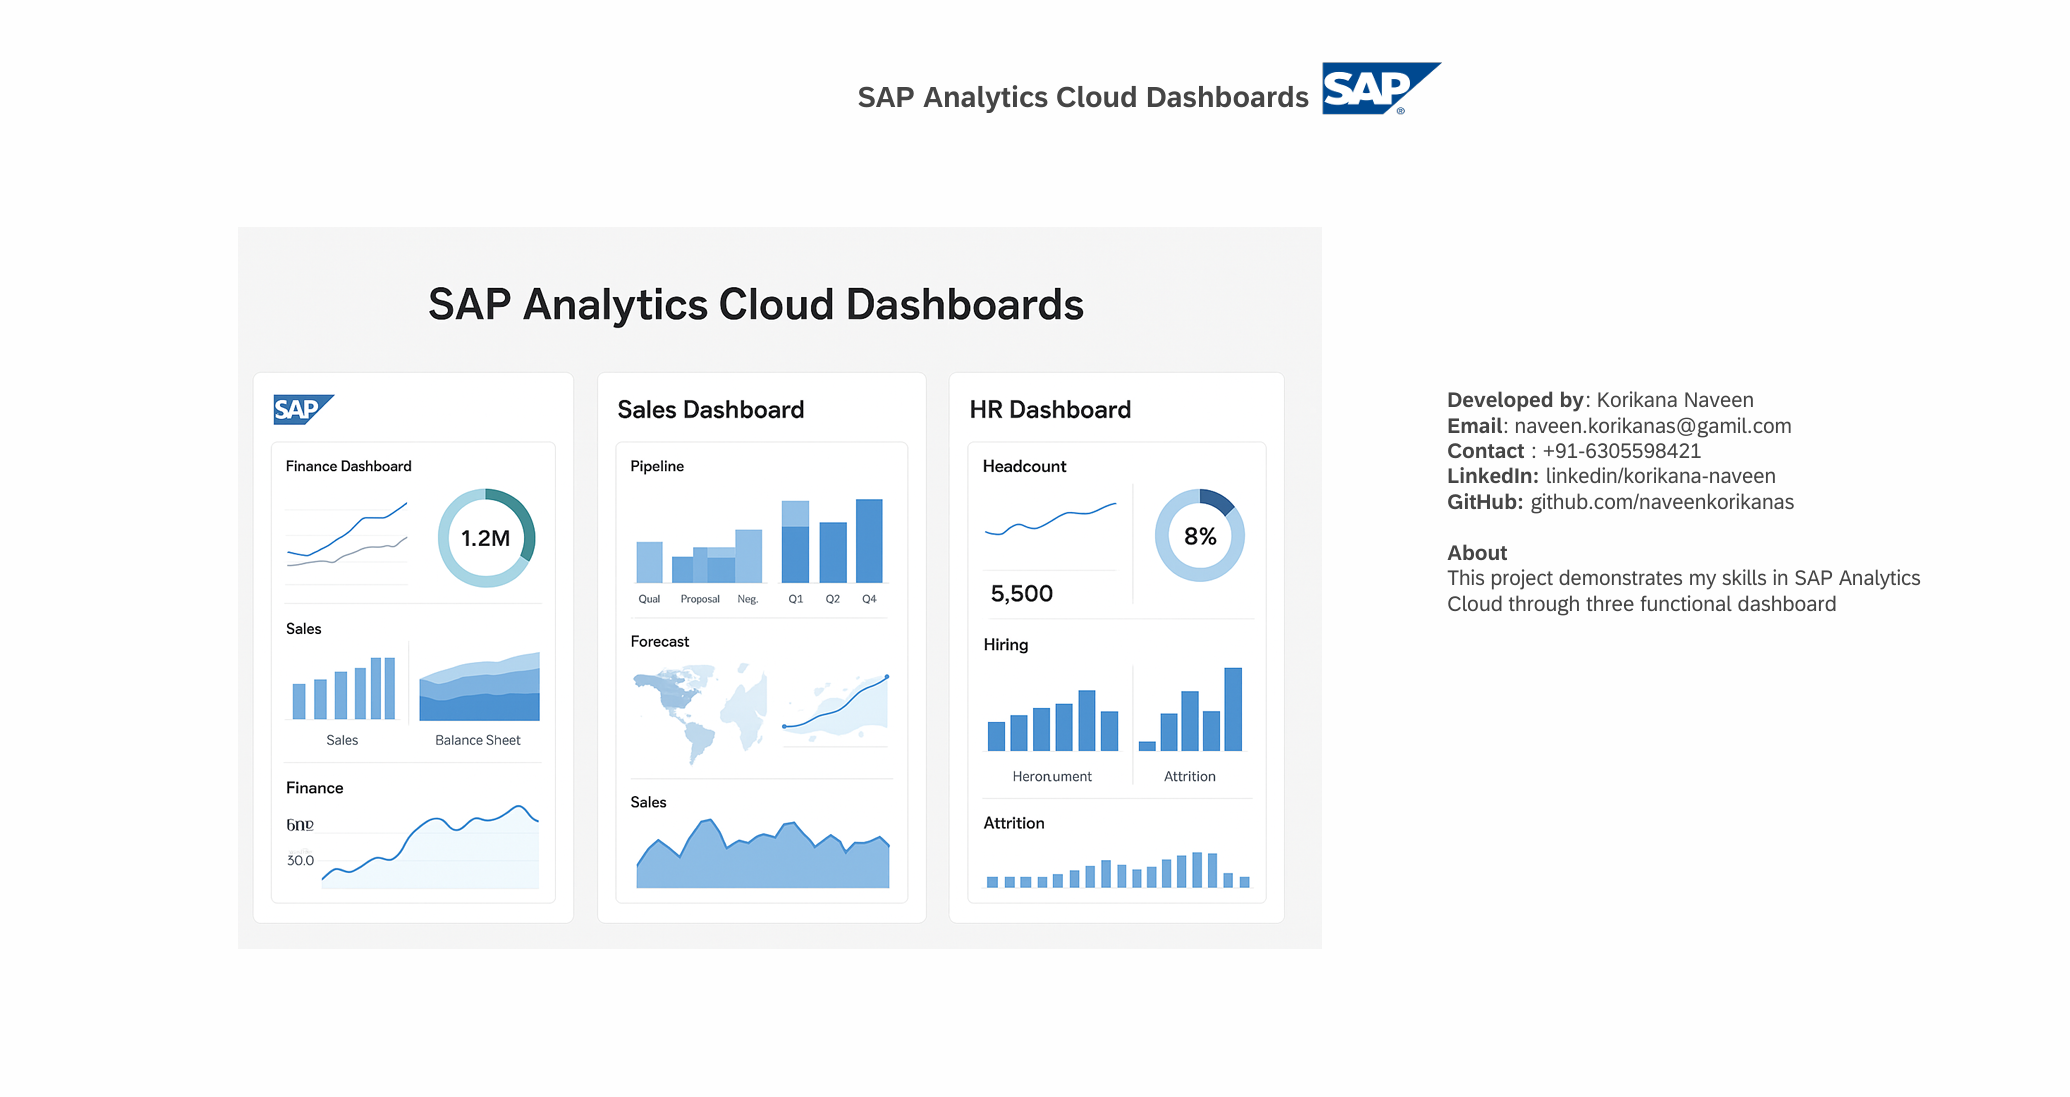 SAP Analytics Cloud Dashboards SAP ®
SAP Analytics Cloud Dashboards
SAP
Finance Dashboard
1.2M
Sales
Sales Balance Sheet
Finance
30.0
Sales Dashboard
Pipeline
Qual Proposal Neg. Q1 Q2 Q4
Forecast
Sales
HR Dashboard
Headcount
8%
5,500
Hiring
Heronument Attrition
Attrition
Developed by: Korikana Naveen
Email: naveen.korikanas@gamil.com
Contact : +91-6305598421
LinkedIn: linkedin/korikana-naveen
GitHub: github.com/naveenkorikanas
About
This project demonstrates my skills in SAP Analytics
Cloud through three functional dashboard